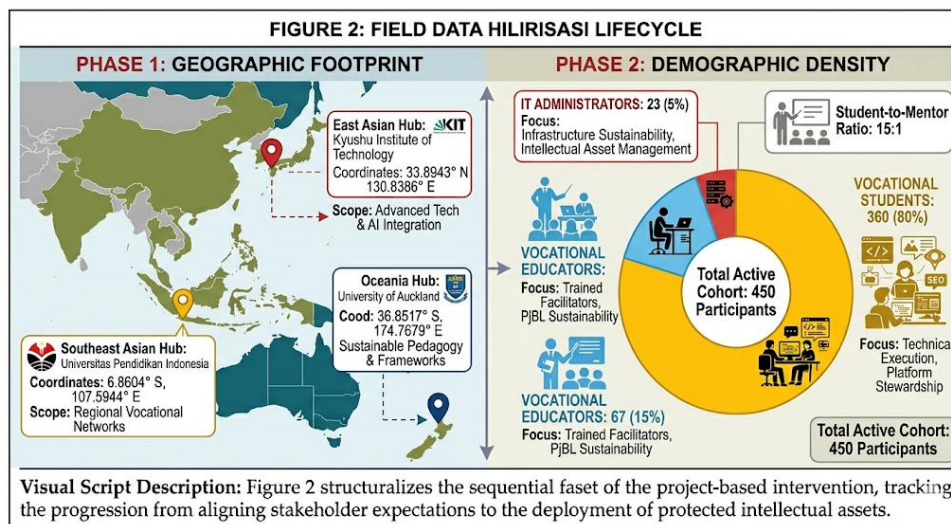 FIGURE 2: FIELD DATA HILIRISASI LIFECYCLE
PHASE 1: GEOGRAPHIC FOOTPRINT
East Asian Hub:
KIT
Kyushu Institute of
Technology
Coordinates: 33.8943° N
130.8386° E
Scope: Advanced Tech
& AI Integration
Oceania Hub:
University of Auckland
Cood: 36.8517° S,
174.7679° E
Sustainable Pedagogy
& Frameworks
Southeast Asian Hub:
Universitas Pendidikan Indonesia
Coordinates: 6.8604° S,
107.5944° E
Scope: Regional Vocational
Networks
PHASE 2: DEMOGRAPHIC DENSITY
IT ADMINISTRATORS: 23 (5%)
Focus:
Infrastructure Sustainability,
Intellectual Asset Management
Student-to-Mentor
Ratio: 15:1
VOCATIONAL
EDUCATORS:
Focus: Trained
Facilitators,
PjBL Sustainability
VOCATIONAL
EDUCATORS: 67 (15%)
Focus: Trained Facilitators,
PjBL Sustainability
Total Active
Cohort: 450
Participants
VOCATIONAL
STUDENTS:
360 (80%)
</>
SEO
Focus: Technical
Execution,
Platform
Stewardship
Total Active Cohort:
450 Participants
Visual Script Description: Figure 2 structuralizes the sequential faset of the project-based intervention, tracking
the progression from aligning stakeholder expectations to the deployment of protected intellectual assets.